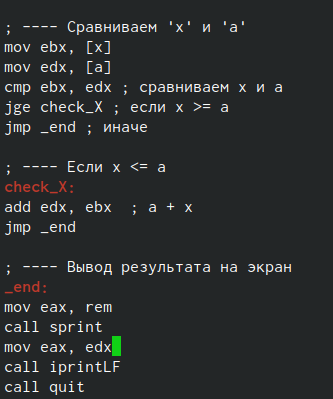 ; ---- Сравниваем 'x' и 'a'
mov ebx, [x]
mov edx, [a]
cmp ebx, edx ; сравниваем x и a
jge check_X ; если x >= a
jmp _end ; иначе
; ---- Если x <= a
check_X:
add edx, ebx  ; a + x
jmp _end
; ---- Вывод результата на экран
_end:
mov eax, rem
call sprint
mov eax, edx
call iprintLF
call quit